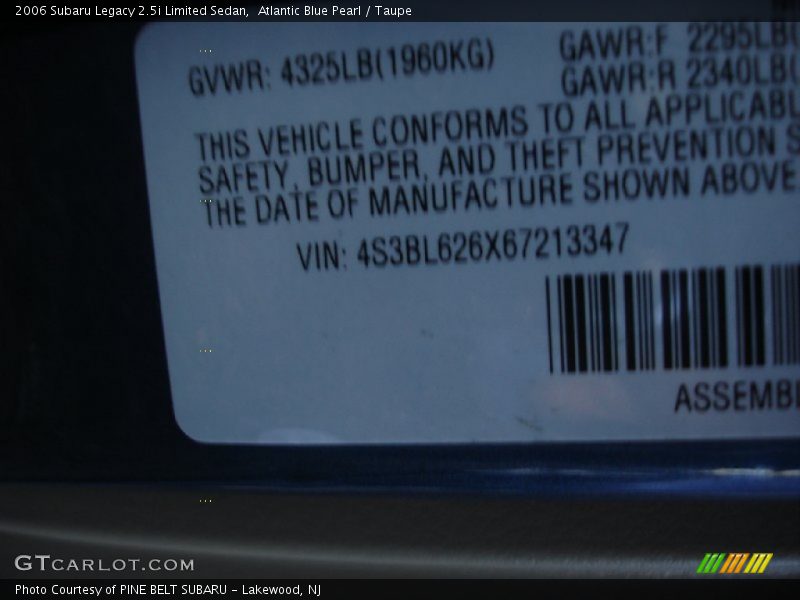 2006 Subaru Legacy 2.5i Limited Sedan, Atlantic Blue Pearl / Taupe
GVWR: 4325LB(1960KG)
GAWR:F 2295LB(
GAWR:R 2340LB(
THIS VEHICLE CONFORMS TO ALL APPLICABL
SAFETY, BUMPER, AND THEFT PREVENTION S
THE DATE OF MANUFACTURE SHOWN ABOVE.
VIN: 4S3BL626X67213347
ASSEMBL
GTCARLOT.COM
Photo Courtesy of PINE BELT SUBARU - Lakewood, NJ